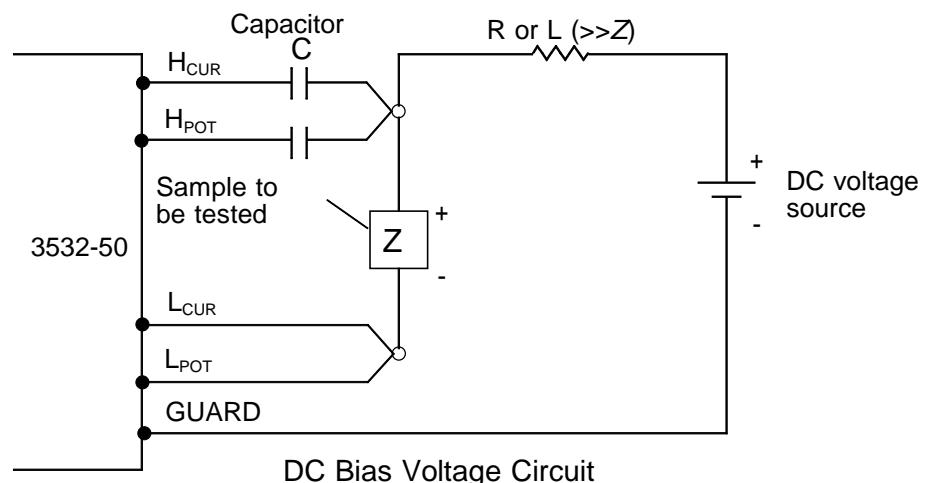 Capacitor
C
R or L (>>Z)
HCUR
HPOT
Sample to
be tested
+
Z
-
+
-
DC voltage
source
3532-50
LCUR
LPOT
GUARD
DC Bias Voltage Circuit